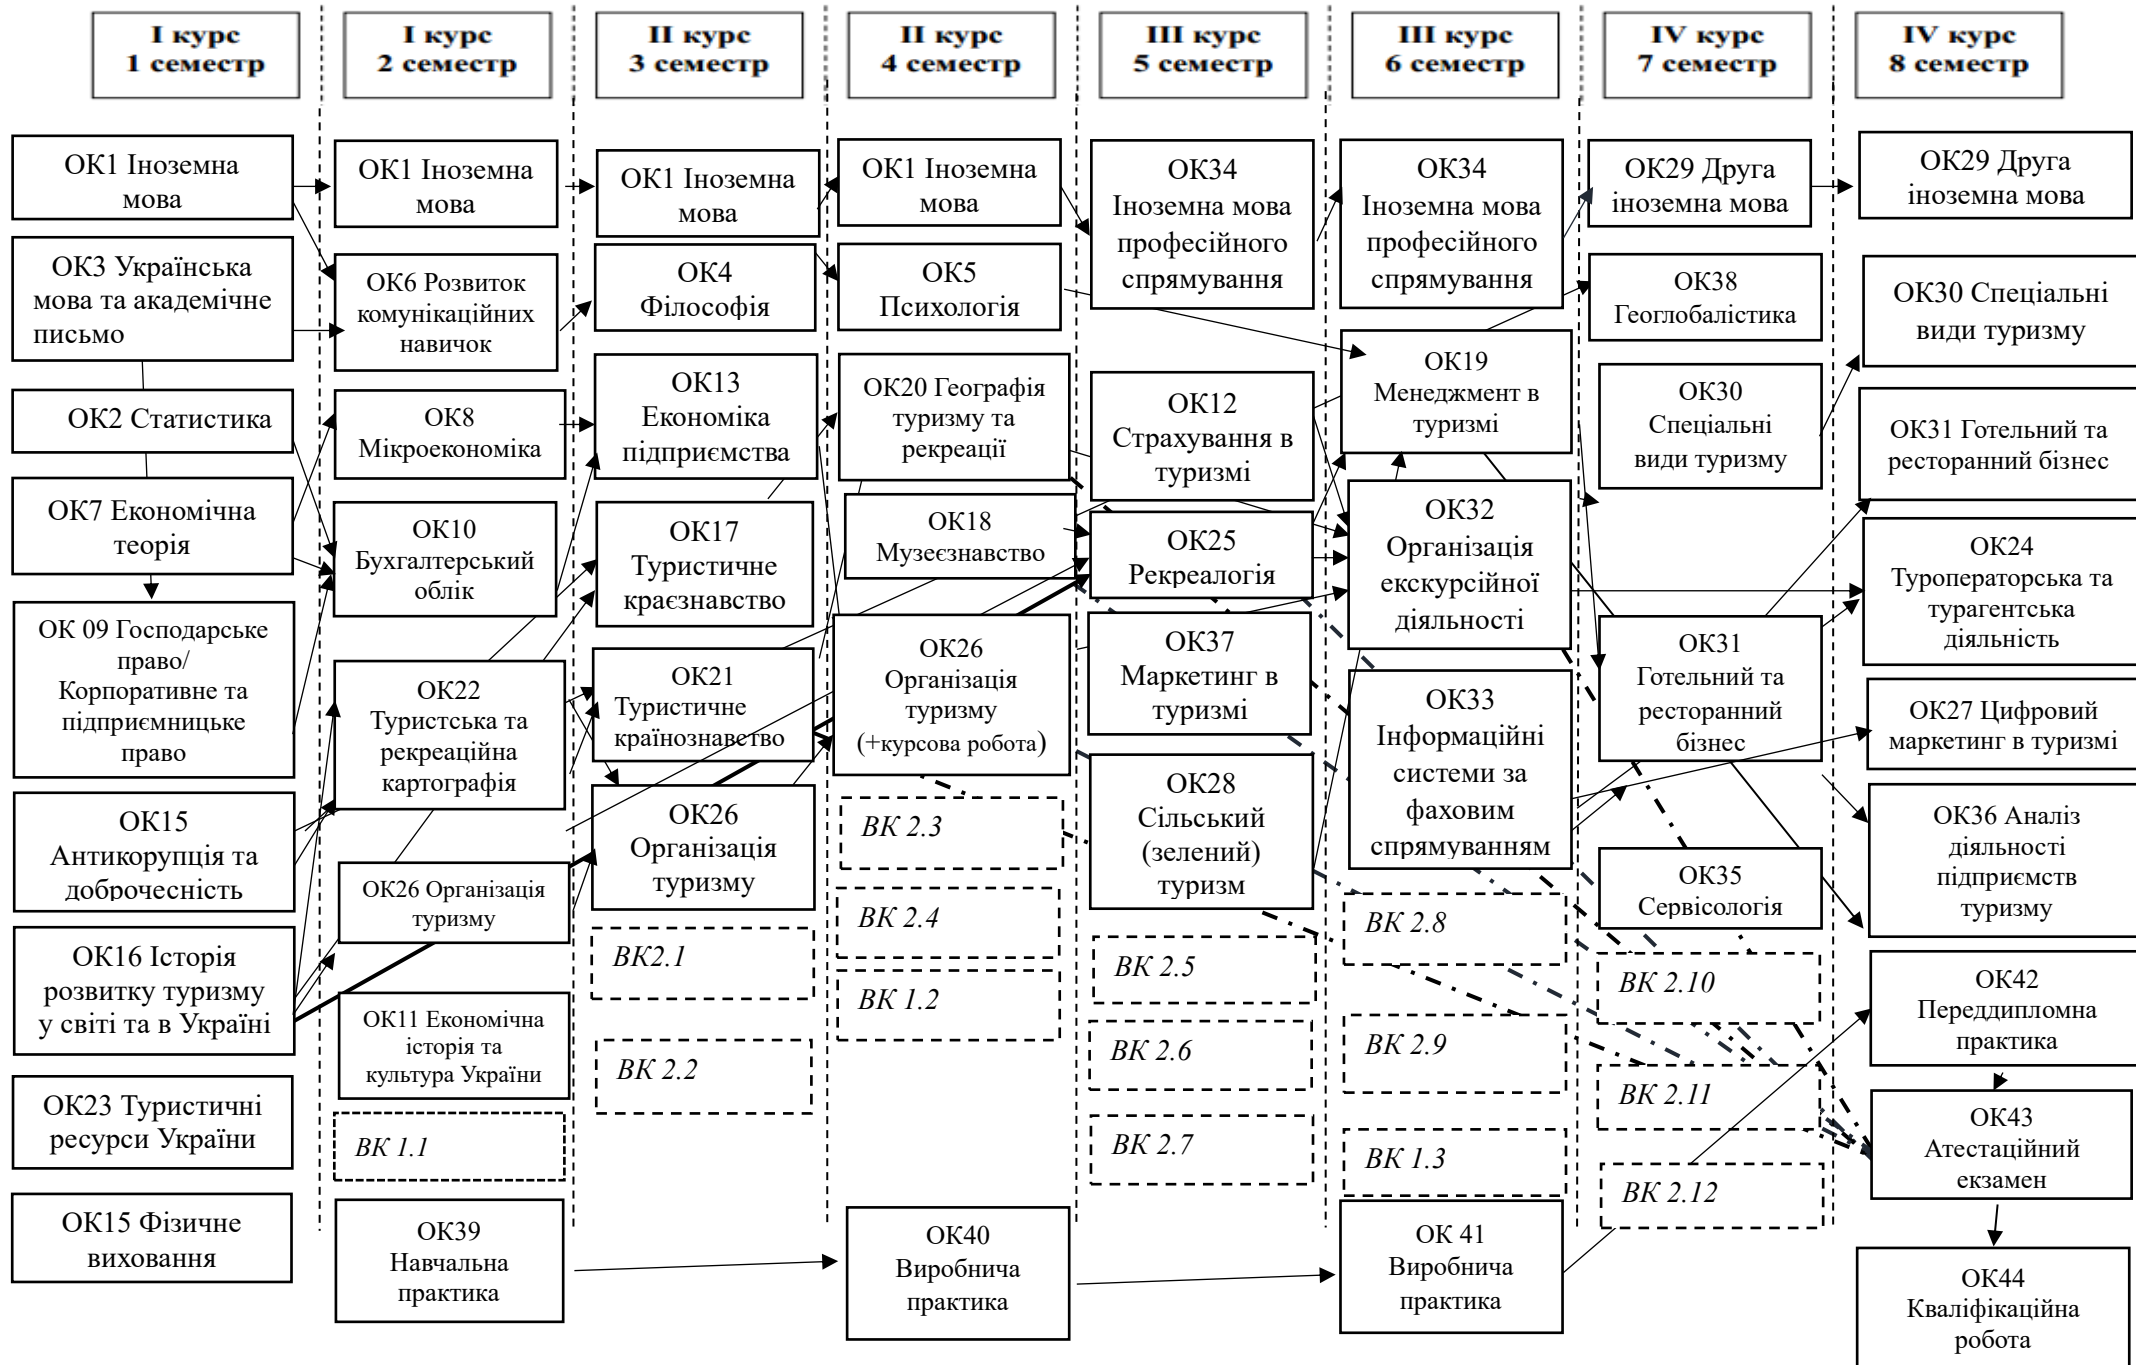 І курс
1 семестр
І курс
2 семестр
ІІ курс
3 семестр
ІІ курс
4 семестр
ІІІ курс
5 семестр
ІІІ курс
6 семестр
IV курс
7 семестр
IV курс
8 семестр
ОК1 Іноземна
мова
ОК3 Українська
мова та академічне
письмо
ОК2 Статистика
ОК7 Економічна
теорія
ОК 09 Господарське
право/
Корпоративне та
підприємницьке
право
ОК15
Антикорупція та
доброчесність
ОК16 Історія
розвитку туризму
у світі та в Україні
ОК23 Туристичні
ресурси України
ОК15 Фізичне
виховання
ОК1 Іноземна
мова
ОК6 Розвиток
комунікаційних
навичок
ОК8
Мікроекономіка
ОК10
Бухгалтерський
облік
ОК22
Туристська та
рекреаційна
картографія
ОК26 Організація
туризму
ОК11 Економічна
історія та
культура України
ВК 1.1
ОК39
Навчальна
практика
ОК1 Іноземна
мова
ОК4
Філософія
ОК13
Економіка
підприємства
ОК17
Туристичне
краєзнавство
ОК21
Туристичне
країнознавство
ОК26
Організація
туризму
ВК2.1
ВК 2.2
ОК1 Іноземна
мова
ОК5
Психологія
ОК20 Географія
туризму та
рекреації
ОК18
Музеєзнавство
ОК26
Організація
туризму
(+курсова робота)
ВК 2.3
ВК 2.4
ВК 1.2
ОК40
Виробнича
практика
ОК34
Іноземна мова
професійного
спрямування
ОК12
Страхування в
туризмі
ОК25
Рекреалогія
ОК37
Маркетинг в
туризмі
ОК28
Сільський
(зелений)
туризм
ВК 2.5
ВК 2.6
ВК 2.7
ОК34
Іноземна мова
професійного
спрямування
ОК19
Менеджмент в
туризмі
ОК32
Організація
екскурсійної
діяльності
ОК33
Інформаційні
системи за
фаховим
спрямуванням
ВК 2.8
ВК 2.9
ВК 1.3
ОК 41
Виробнича
практика
ОК29 Друга
іноземна мова
ОК38
Геоглобалістика
ОК30
Спеціальні
види туризму
ОК31
Готельний та
ресторанний
бізнес
ОК35
Сервісологія
ВК 2.10
ВК 2.11
ВК 2.12
ОК29 Друга
іноземна мова
ОК30 Спеціальні
види туризму
ОК31 Готельний та
ресторанний бізнес
ОК24
Туроператорська та
турагентська
діяльність
ОК27 Цифровий
маркетинг в туризмі
ОК36 Аналіз
діяльності
підприємств
туризму
ОК42
Переддипломна
практика
ОК43
Атестаційний
екзамен
ОК44
Кваліфікаційна
робота